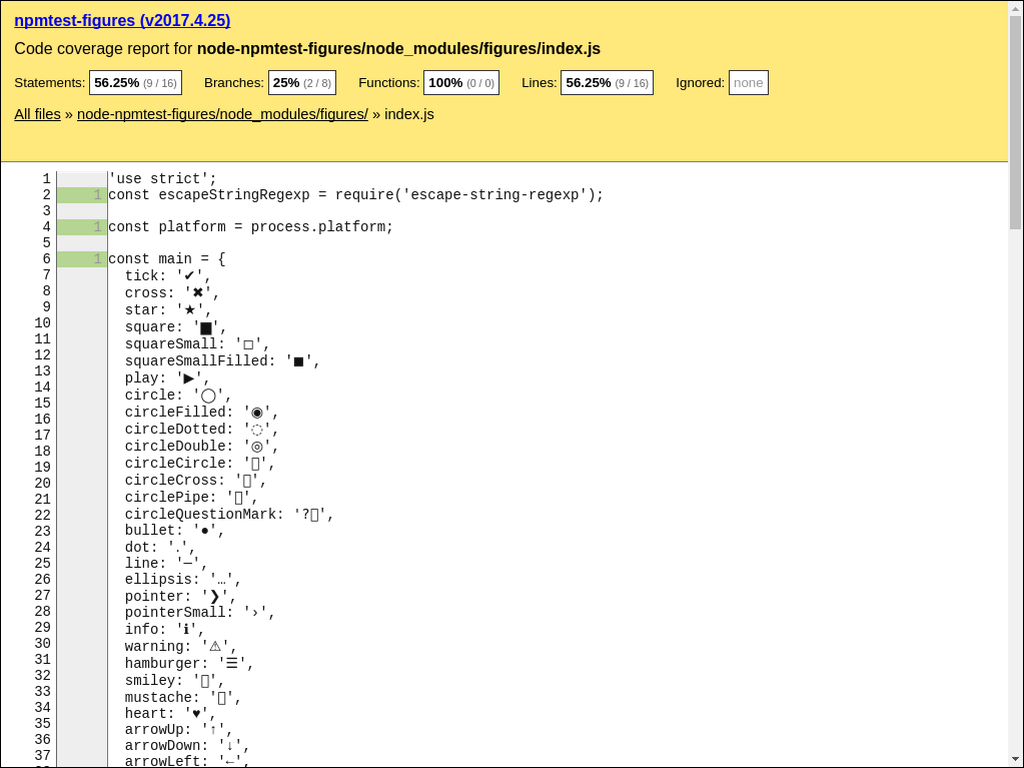 npmtest-figures (v2017.4.25)
Code coverage report for node-npmtest-figures/node_modules/figures/index.js
Statements: 56.25% (9 / 16) Branches: 25% (2 / 8) Functions: 100% (0 / 0) Lines: 56.25% (9 / 16) Ignored: none
All files » node-npmtest-figures/node_modules/figures/ » index.js
1 'use strict';
2 1 const escapeStringRegexp = require('escape-string-regexp');
3
4 1 const platform = process.platform;
5
6 1 const main = {
7 tick: '✔',
8 cross: '✖',
9 star: '★',
10 square: '▇',
11 squareSmall: '◻',
12 squareSmallFilled: '◼',
13 play: '▶',
14 circle: '◯',
15 circleFilled: '◉',
16 circleDotted: '◌',
17 circleDouble: '◎',
18 circleCircle: '',
19 circleCross: '',
20 circlePipe: '',
21 circleQuestionMark: '?',
22 bullet: '●',
23 dot: '․',
24 line: '─',
25 ellipsis: '…',
26 pointer: '❯',
27 pointerSmall: '›',
28 info: 'ℹ',
29 warning: '⚠',
30 hamburger: '☰',
31 smiley: '',
32 mustache: '',
33 heart: '♥',
34 arrowUp: '↑',
35 arrowDown: '↓',
36 arrowLeft: '←',
37